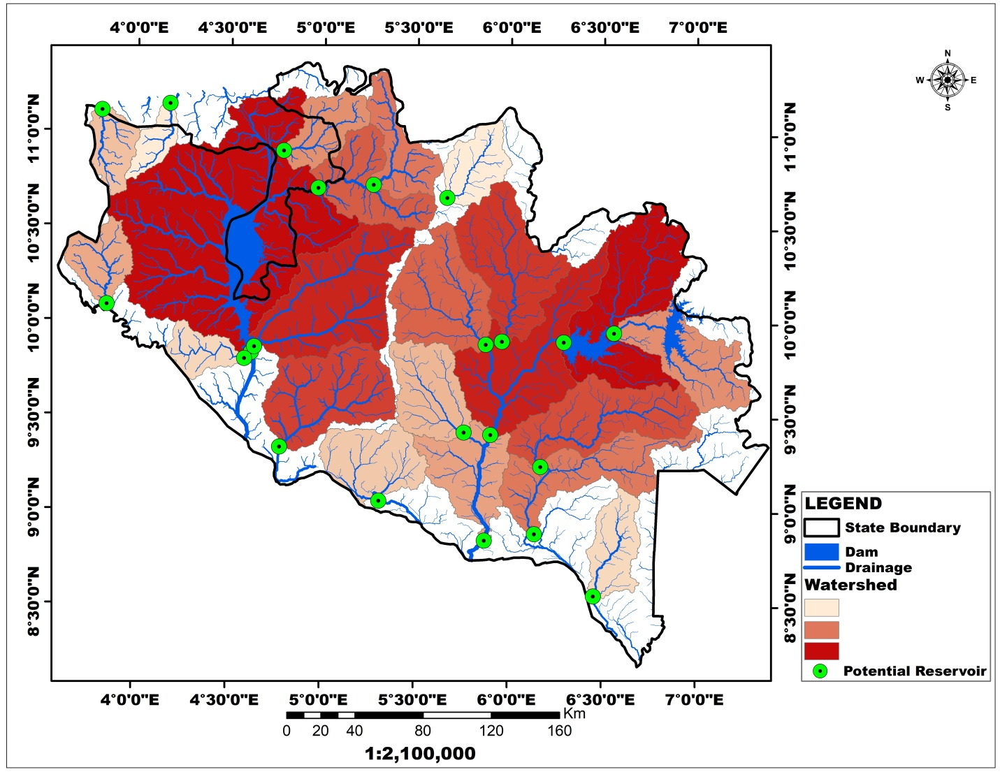 4°0'0"E 4°30'0"E 5°0'0"E 5°30'0"E 6°0'0"E 6°30'0"E 7°0'0"E
N
W E
S
11°0'0"N 11°0'0"N
10°30'0"N 10°30'0"N
10°0'0"N 10°0'0"N
9°30'0"N 9°30'0"N
9°0'0"N 9°0'0"N
8°30'0"N 8°30'0"N
LEGEND
State Boundary
Dam
Drainage
Watershed
Potential Reservoir
4°0'0"E 4°30'0"E 5°0'0"E 5°30'0"E 6°0'0"E 6°30'0"E 7°0'0"E
Km
0 20 40 80 120 160
1:2,100,000